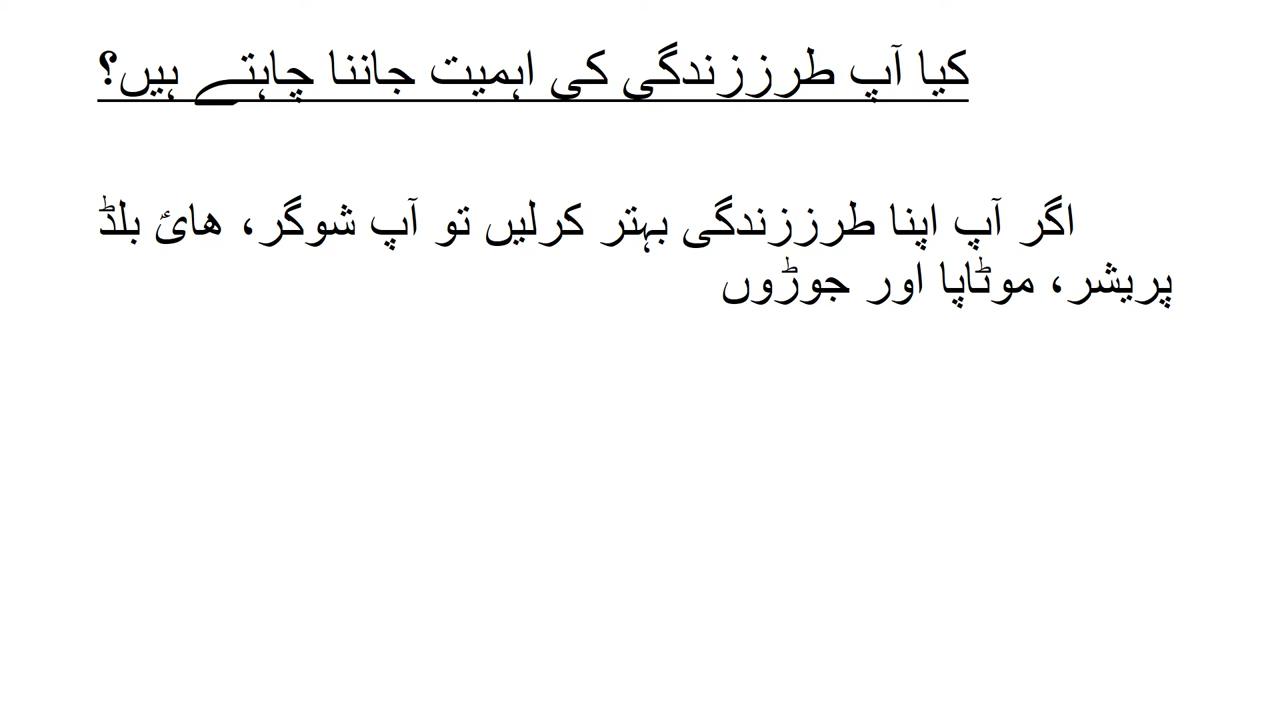 کیا آپ طرززندگی کی اہمیت جاننا چاہتے ہیں؟
اگر آپ اپنا طرززندگی بہتر کرلیں تو آپ شوگر، ھائ بلڈ
پریشر، موٹاپا اور جوڑوں